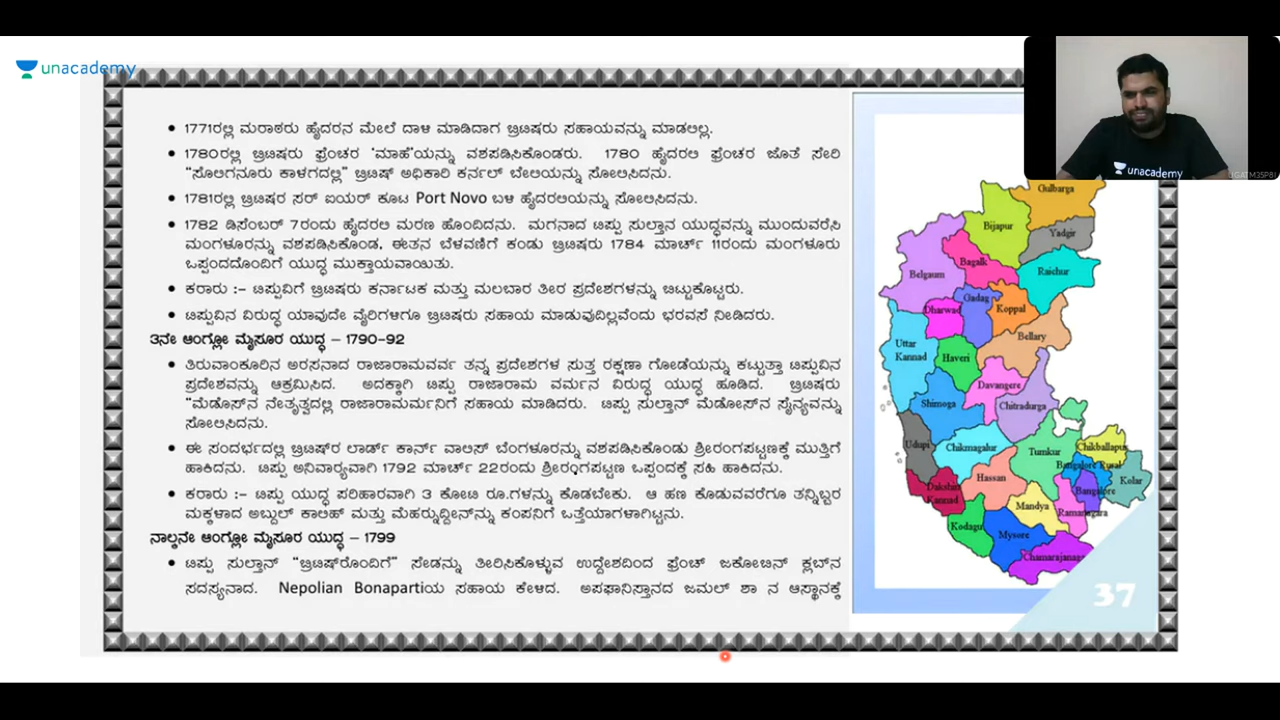 unacademy
• 1771ರಲ್ಲಿ ಮರಾಠರು ಹೈದರನ ಮೇಲೆ ದಾಳಿ ಮಾಡಿದಾಗ ಬ್ರಿಟಿಷರು ಸಹಾಯವನ್ನು ಮಾಡಲಿಲ್ಲ.
• 1780ರಲ್ಲಿ ಬ್ರಿಟಿಷರು ಫ್ರೆಂಚರ 'ಮಾಹೆ'ಯನ್ನು ವಶಪಡಿಸಿಕೊಂಡರು. 1780 ಹೈದರಲಿ ಫ್ರೆಂಚರ ಜೊತೆ ಸೇರಿ
"ಸೊಲಗನೂರು ಕಾಳಗದಲ್ಲಿ" ಬ್ರಿಟಿಷ್ ಅಧಿಕಾರಿ ಕರ್ನಲ್ ಬೇಲಿಯನ್ನು ಸೋಲಿಸಿದನು.
• 1781ರಲ್ಲಿ ಬ್ರಿಟಿಷರ ಸರ್ ಐಯರ್ ಕೂಟ Port Novo ಬಳಿ ಹೈದರಲಿಯನ್ನು ಸೋಲಿಸಿದನು.
• 1782 ಡಿಸೆಂಬರ್ 7ರಂದು ಹೈದರಲಿ ಮರಣ ಹೊಂದಿದನು. ಮಗನಾದ ಟಿಪ್ಪು ಸುಲ್ತಾನ ಯುದ್ಧವನ್ನು ಮುಂದುವರೆಸಿ
ಮಂಗಳೂರನ್ನು ವಶಪಡಿಸಿಕೊಂಡ, ಈತನ ಬೆಳವಣಿಗೆ ಕಂಡು ಬ್ರಿಟಿಷರು 1784 ಮಾರ್ಚ್ 11ರಂದು ಮಂಗಳೂರು
ಒಪ್ಪಂದದೊಂದಿಗೆ ಯುದ್ಧ ಮುಕ್ತಾಯವಾಯಿತು.
• ಕರಾರು :– ಟಿಪ್ಪುವಿಗೆ ಬ್ರಿಟಿಷರು ಕರ್ನಾಟಕ ಮತ್ತು ಮಲಬಾರ ತೀರ ಪ್ರದೇಶಗಳನ್ನು ಬಿಟ್ಟುಕೊಟ್ಟರು.
• ಟಿಪ್ಪುವಿನ ವಿರುದ್ಧ ಯಾವುದೇ ವೈರಿಗಳಿಗೂ ಬ್ರಿಟಿಷರು ಸಹಾಯ ಮಾಡುವುದಿಲ್ಲವೆಂದು ಭರವಸೆ ನೀಡಿದರು.
3ನೇ ಆಂಗ್ಲೋ ಮೈಸೂರ ಯುದ್ಧ – 1790-92
• ತಿರುವಾಂಕೂರಿನ ಅರಸನಾದ ರಾಜಾರಾಮವರ್ಮ ತನ್ನ ಪ್ರದೇಶಗಳ ಸುತ್ತ ರಕ್ಷಣಾ ಗೋಡೆಯನ್ನು ಕಟ್ಟುತ್ತಾ ಟಿಪ್ಪುವಿನ
ಪ್ರದೇಶವನ್ನು ಆಕ್ರಮಿಸಿದ. ಅದಕ್ಕಾಗಿ ಟಿಪ್ಪು ರಾಜಾರಾಮ ವರ್ಮನ ವಿರುದ್ಧ ಯುದ್ಧ ಹೂಡಿದ. ಬ್ರಿಟಿಷರು
"ಮೆಡೊಸ್‌ನ ನೇತೃತ್ವದಲ್ಲಿ ರಾಜಾರಾಮರ್ಮನಿಗೆ ಸಹಾಯ ಮಾಡಿದರು. ಟಿಪ್ಪು ಸುಲ್ತಾನ್ ಮೆಡೋಸ್‌ನ ಸೈನ್ಯವನ್ನು
ಸೋಲಿಸಿದನು.
• ಈ ಸಂದರ್ಭದಲ್ಲಿ ಬ್ರಿಟಿಷ್‌ರ ಲಾರ್ಡ್ ಕಾರ್ನ್ ವಾಲಿಸ್ ಬೆಂಗಳೂರನ್ನು ವಶಪಡಿಸಿಕೊಂಡು ಶ್ರೀರಂಗಪಟ್ಟಣಕ್ಕೆ ಮುತ್ತಿಗೆ
ಹಾಕಿದನು. ಟಿಪ್ಪು ಅನಿವಾರ್‍ಯವಾಗಿ 1792 ಮಾರ್ಚ್ 22ರಂದು ಶ್ರೀರಂಗಪಟ್ಟಣ ಒಪ್ಪಂದಕ್ಕೆ ಸಹಿ ಹಾಕಿದನು.
• ಕರಾರು :– ಟಿಪ್ಪು ಯುದ್ಧ ಪರಿಹಾರವಾಗಿ 3 ಕೋಟಿ ರೂ.ಗಳನ್ನು ಕೊಡಬೇಕು. ಆ ಹಣ ಕೊಡುವವರೆಗೂ ತನ್ನಿಬ್ಬರ
ಮಕ್ಕಳಾದ ಅಬ್ದುಲ್ ಕಾಲಿಹ್ ಮತ್ತು ಕಂಪನಿಗೆ ಒತ್ತೆಯಾಗಳಾಗಿಟ್ಟನು.
ನಾಲ್ಕನೇ ಆಂಗ್ಲೋ ಮೈಸೂರ ಯುದ್ಧ – 1799
• ಟಿಪ್ಪು ಸುಲ್ತಾನ್ "ಬ್ರಿಟಿಷ್‌ರೊಂದಿಗೆ" ಸೇಡನ್ನು ತೀರಿಸಿಕೊಳ್ಳುವ ಉದ್ದೇಶದಿಂದ ಫ್ರೆಂಚ್ ಜಕೋಬಿನ್ ಕ್ಲಬ್‌ನ
ಸದಸ್ಯನಾದ. Nepolian Bonapartiಯ ಸಹಾಯ ಕೇಳಿದ. ಅಪಘಾನಿಸ್ತಾನದ ಜಮಲ್ ಶಾ ನ ಆಸ್ಥಾನಕ್ಕೆ
unacademy
Gulbarga
Bijapur
Yadgir
Bagalk
Raichur
Belgaum
Gadag
Koppal
Dharwad
Bellary
Uttar
Kannad
Haveri
Davangere
Shimoga
Chitradurga
Udupi
Chikmagalur
Tumkur
Chikballapur
Bangalore Rural
Kolar
Hassan
Bangalore
Dakshin
Kannad
Mandya
Ramanagara
Kodagu
Mysore
Chamarajanagar
37